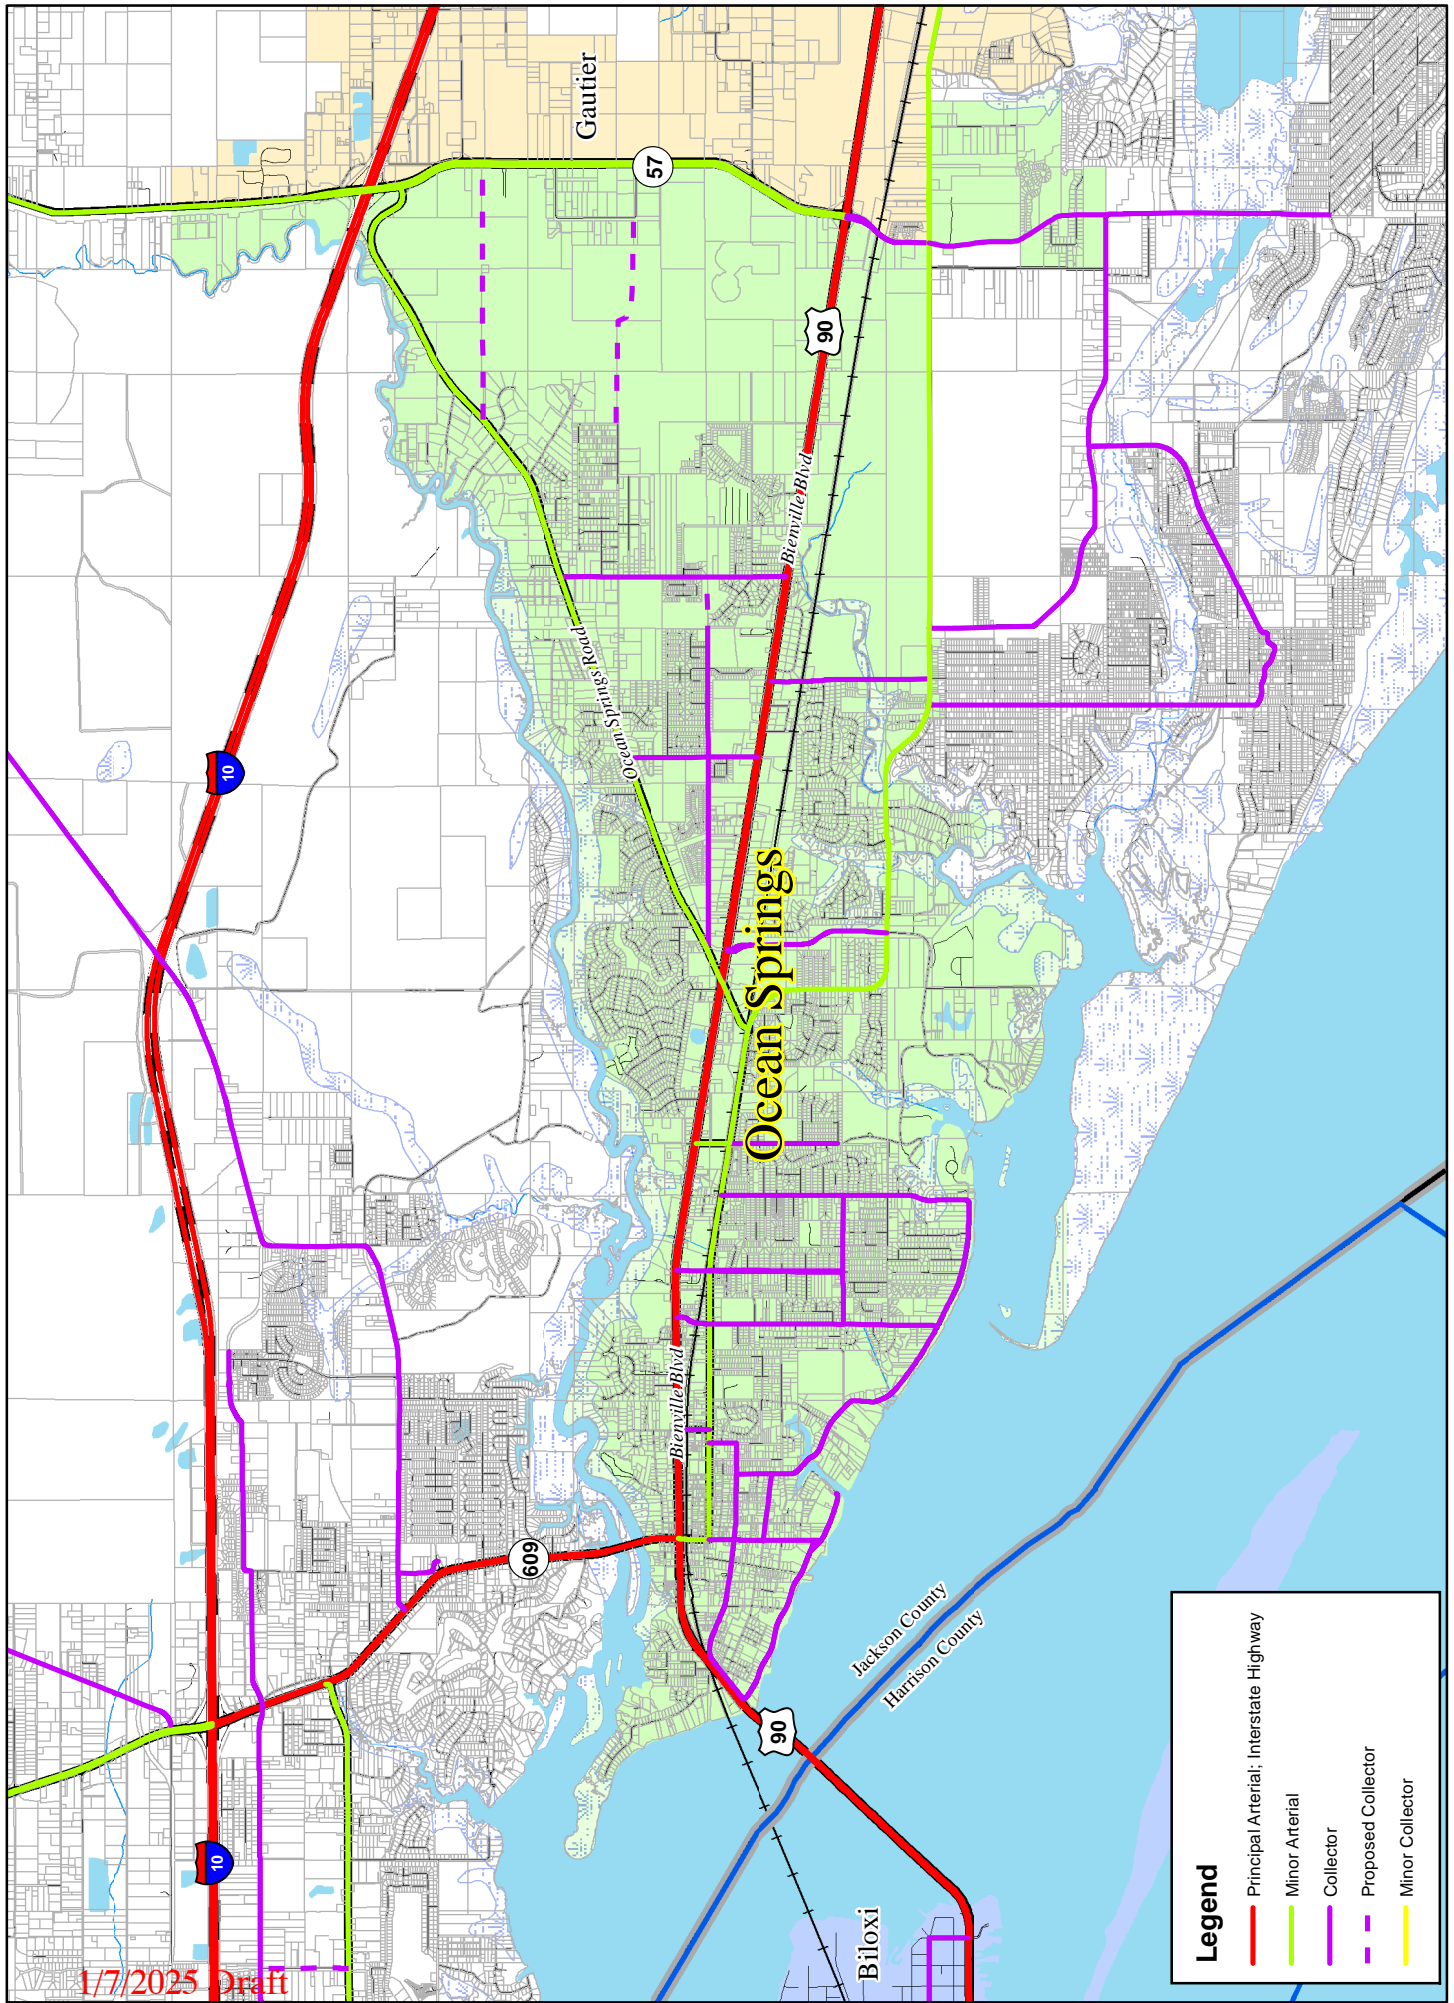 1/7/2025 Draft
Gautier
57
90
Bienville Blvd
Ocean Springs Road
10
Ocean Springs
Bienville Blvd
609
Jackson County
Harrison County
90
10
Biloxi
Legend
Principal Arterial; Interstate Highway
Minor Arterial
Collector
Proposed Collector
Minor Collector